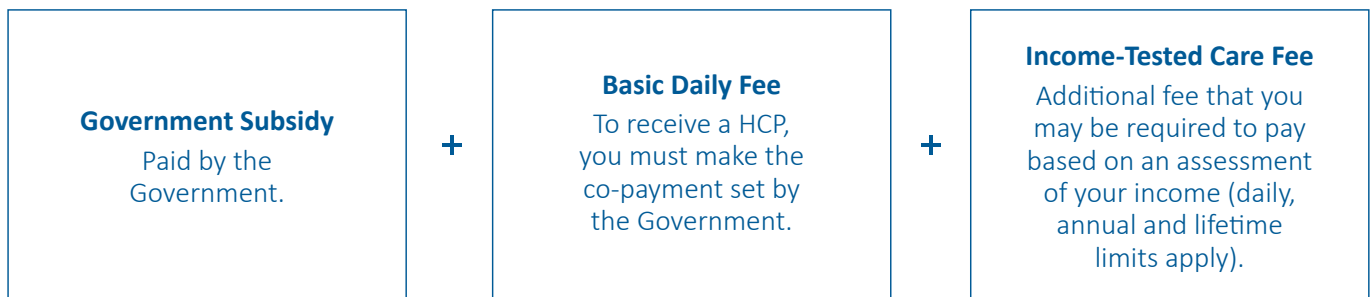 Government Subsidy
Paid by the
Government.
+
Basic Daily Fee
To receive a HCP,
you must make the
co-payment set by
the Government.
+
Income-Tested Care Fee
Additional fee that you
may be required to pay
based on an assessment
of your income (daily,
annual and lifetime
limits apply).